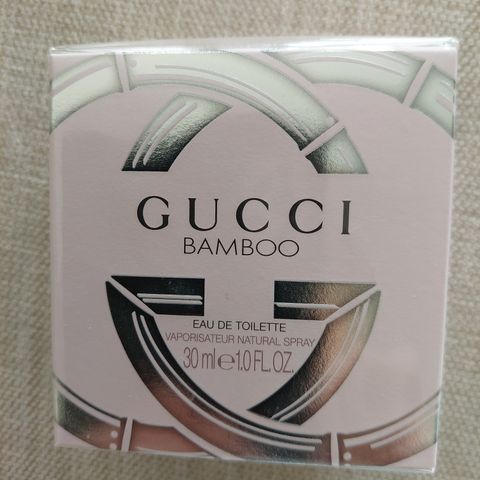 GUCCI
BAMBOO
EAU DE TOILETTE
VAPORISATEUR NATURAL SPRAY
30 ml e 1.0 FL. OZ.